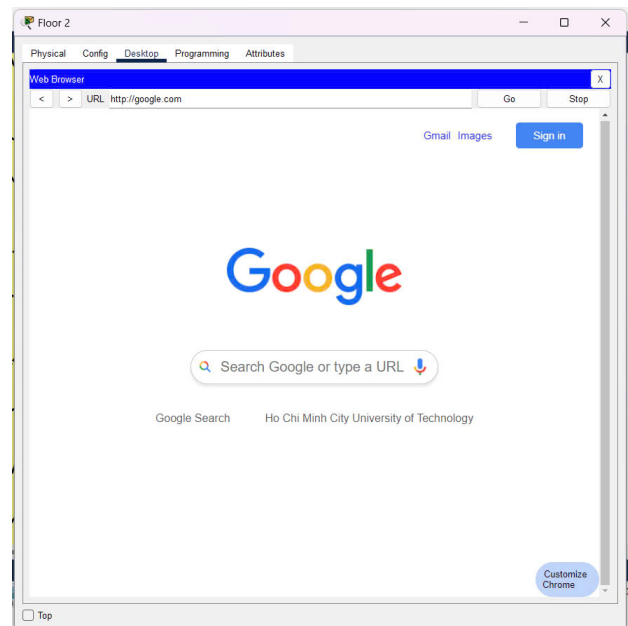 Floor 2
Physical Config Desktop Programming Attributes
Web Browser X
< > URL http://google.com Go Stop
Gmail Images Sign in
Google
Search Google or type a URL
Google Search Ho Chi Minh City University of Technology
Customize
Chrome
Top